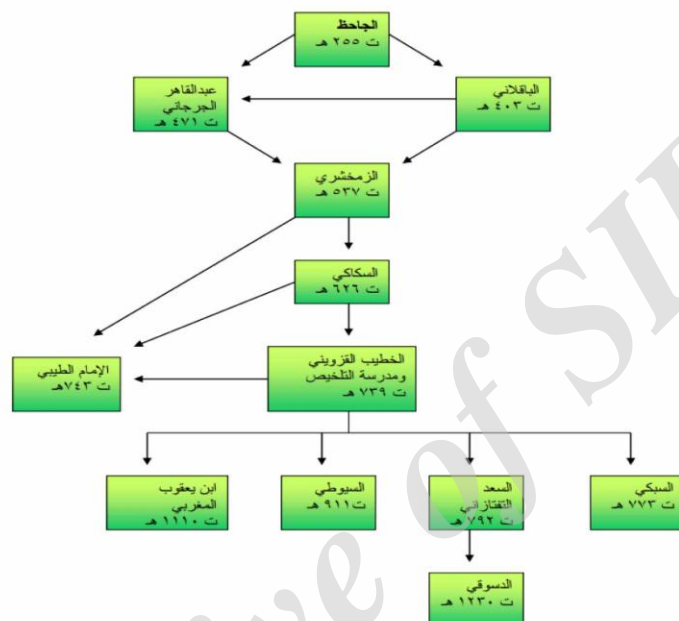 الجاحظ
ت ٢٥٥ هـ
الباقلاني
ت ٤٠٣ هـ
عبدالقاهر
الجرجاني
ت ٤٧١ هـ
الزمخشري
ت ٥٣٧ هـ
السكاكي
ت ٦٢٦ هـ
الخطيب القزويني
ومدرسة التلخيص
ت ٧٣٩ هـ
الإمام الطيبي
ت ٧٤٣هـ
السبكي
ت ٧٧٣ هـ
السعد
التفتازاني
ت ٧٩٢ هـ
السيوطي
ت٩١١ هـ
ابن يعقوب
المغربي
ت ١١١٠ هـ
الدسوقي
ت ١٢٣٠ هـ